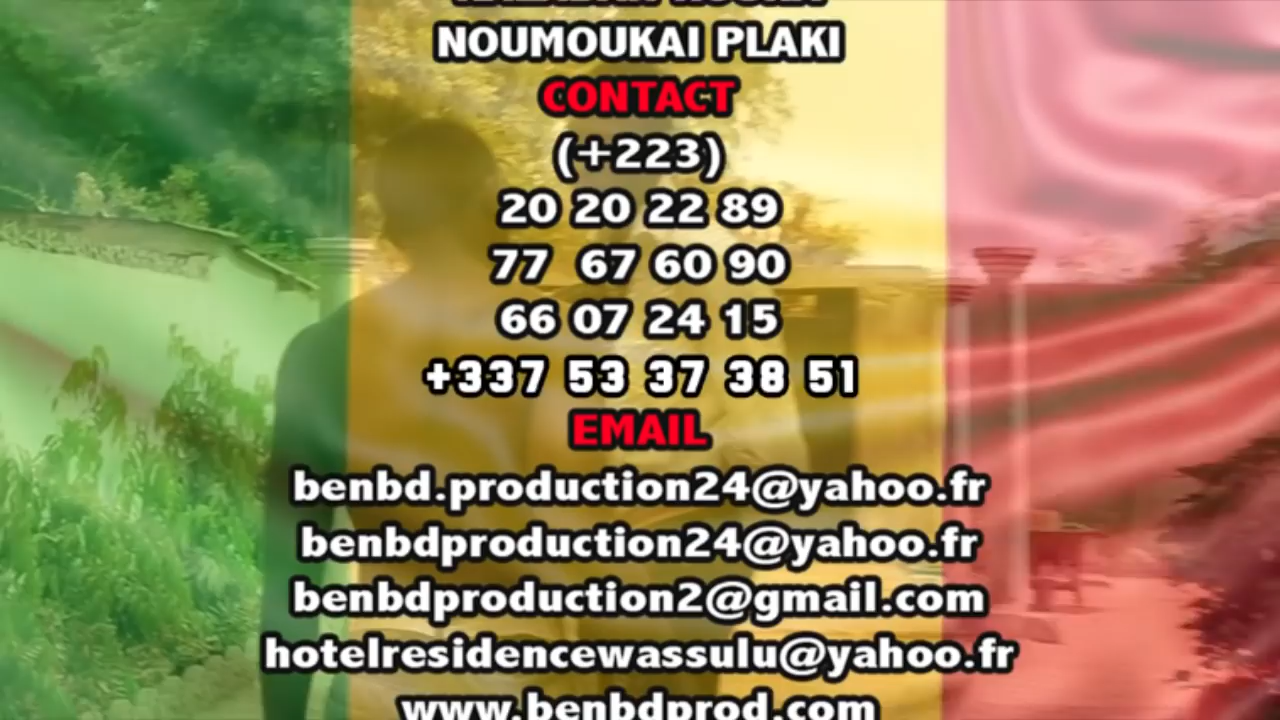 NOUMOUKAI PLAKI
CONTACT
(+223)
20 20 22 89
77 67 60 90
66 07 24 15
+337 53 37 38 51
EMAIL
benbd.production24@yahoo.fr
benbdproduction24@yahoo.fr
benbdproduction2@gmail.com
hotelresidencewassulu@yahoo.fr
www.benbdprod.com